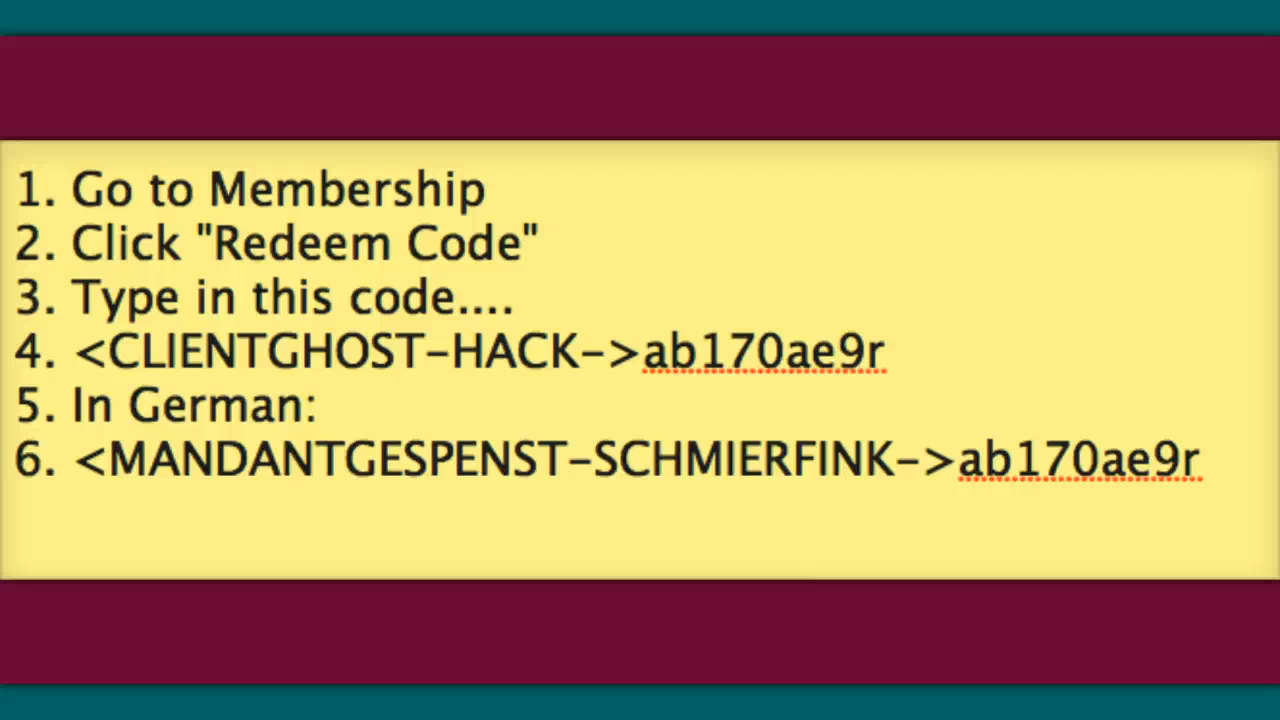 1. Go to Membership
2. Click "Redeem Code"
3. Type in this code....
4. <CLIENTGHOST-HACK->ab170ae9r
5. In German:
6. <MANDANTGESPENST-SCHMIERFINK->ab170ae9r